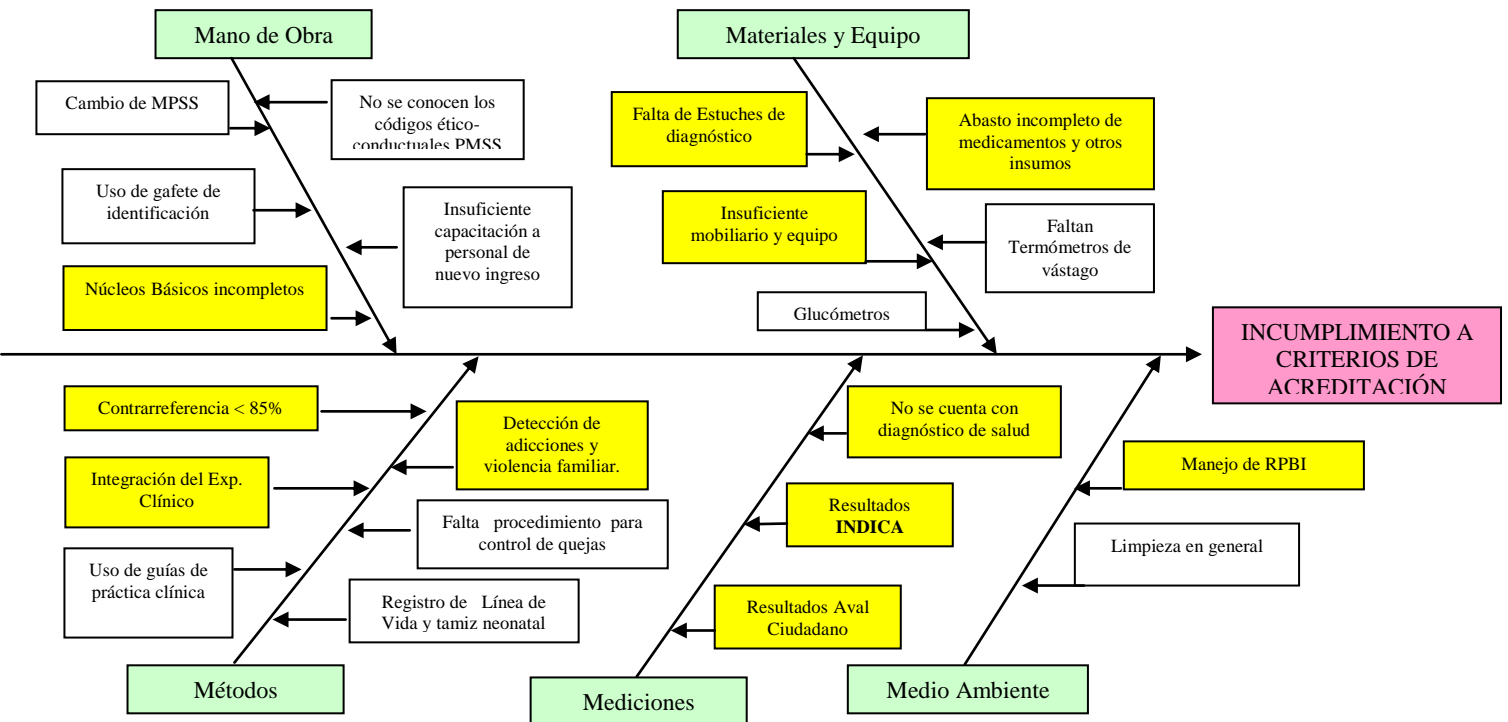 Mano de Obra
Materiales y Equipo
Cambio de MPSS
No se conocen los
códigos ético-
conductuales PMSS
Falta de Estuches de
diagnóstico
Abasto incompleto de
medicamentos y otros
insumos
Uso de gafete de
identificación
Insuficiente
capacitación a
personal de
nuevo ingreso
Insuficiente
mobiliario y equipo
Faltan
Termómetros de
vástago
Núcleos Básicos incompletos
Glucómetros
INCUMPLIMIENTO A
CRITERIOS DE
ACREDITACIÓN
Contrarreferencia < 85%
Detección de
adicciones y
violencia familiar.
No se cuenta con
diagnóstico de salud
Manejo de RPBI
Integración del Exp.
Clínico
Falta procedimiento para
control de quejas
Resultados
INDICA
Limpieza en general
Uso de guías de
práctica clínica
Registro de Línea de
Vida y tamiz neonatal
Resultados Aval
Ciudadano
Métodos
Mediciones
Medio Ambiente